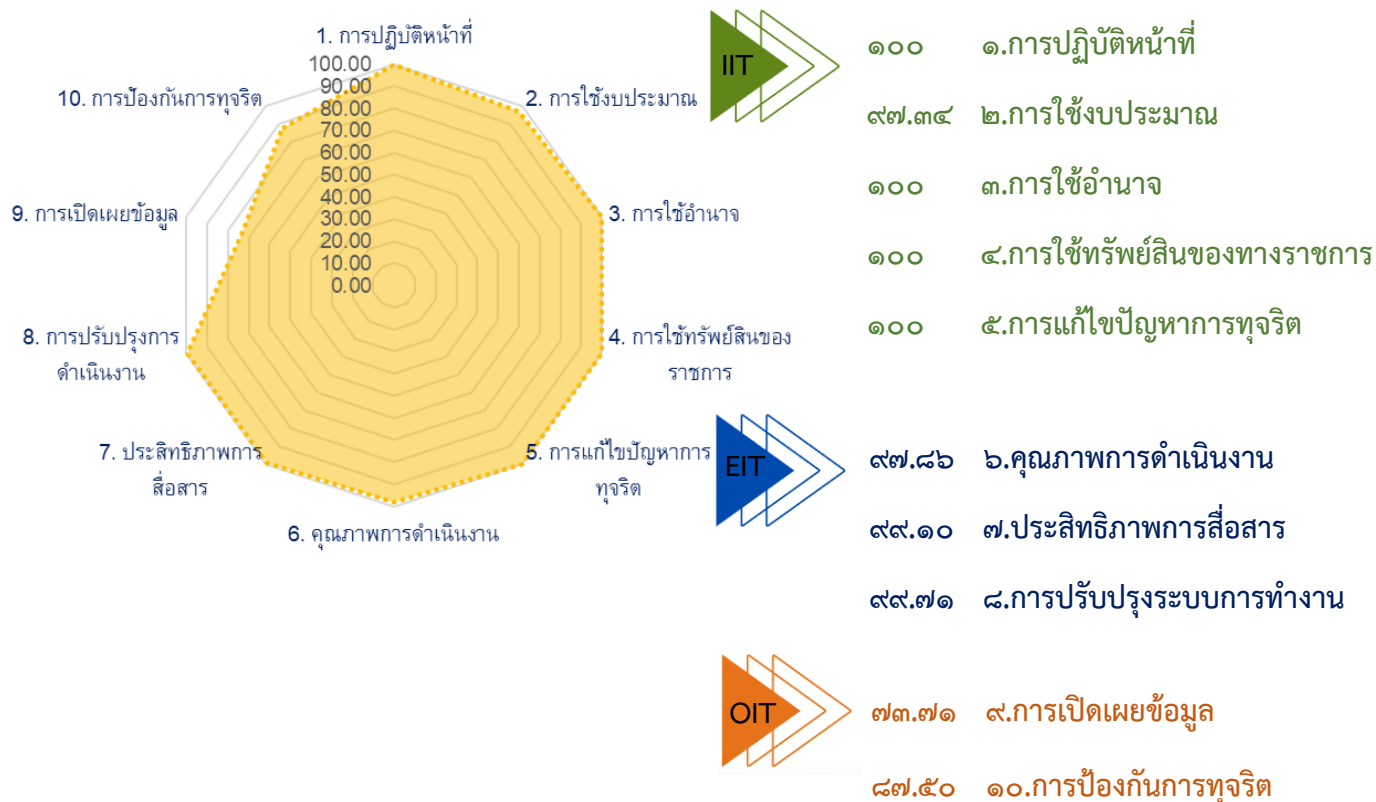 1. การปฏิบัติหน้าที่
100.00
90.00
80.00
70.00
60.00
50.00
40.00
30.00
20.00
10.00
0.00
2. การใช้งบประมาณ
3. การใช้อำนาจ
4. การใช้ทรัพย์สินของ
ราชการ
5. การแก้ไขปัญหาการ
ทุจริต
6. คุณภาพการดำเนินงาน
7. ประสิทธิภาพการ
สื่อสาร
8. การปรับปรุงการ
ดำเนินงาน
9. การเปิดเผยข้อมูล
10. การป้องกันการทุจริต
IIT
๑๐๐ ๑.การปฏิบัติหน้าที่
๙๗.๓๔ ๒.การใช้งบประมาณ
๑๐๐ ๓.การใช้อำนาจ
๑๐๐ ๔.การใช้ทรัพย์สินของทางราชการ
๑๐๐ ๕.การแก้ไขปัญหาการทุจริต
EIT
๙๗.๘๖ ๖.คุณภาพการดำเนินงาน
๙๙.๑๐ ๗.ประสิทธิภาพการสื่อสาร
๙๙.๗๑ ๘.การปรับปรุงระบบการทำงาน
OIT
๗๓.๗๑ ๙.การเปิดเผยข้อมูล
๘๗.๕๐ ๑๐.การป้องกันการทุจริต